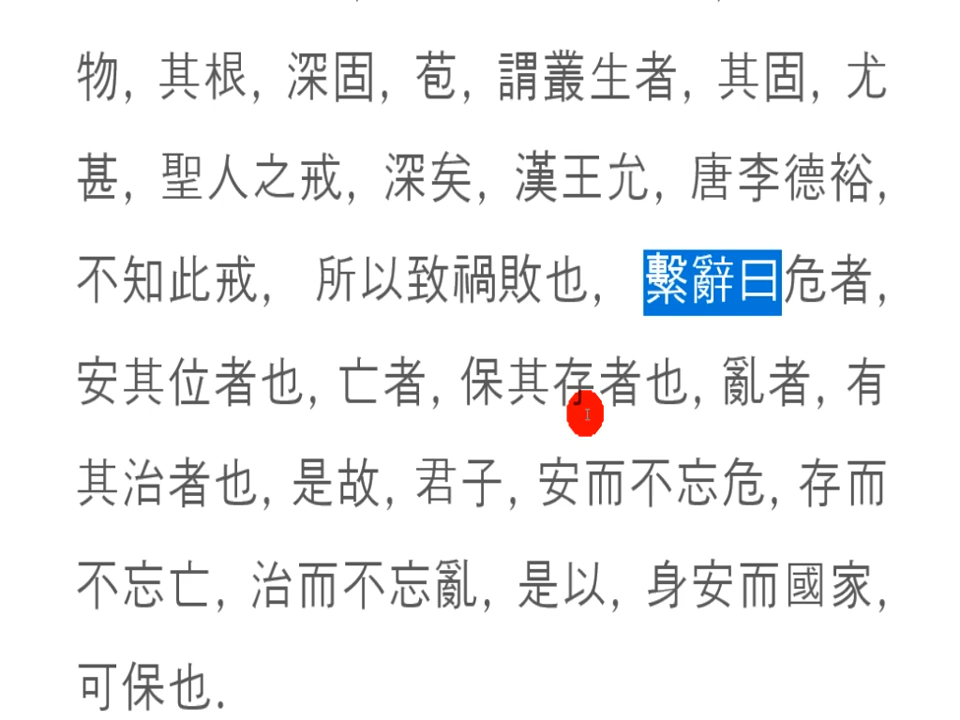 物, 其根, 深固, 苞, 謂叢生者, 其固, 尤
甚, 聖人之戒, 深矣, 漢王允, 唐李德裕,
不知此戒, 所以致禍敗也, 繫辭曰危者,
安其位者也, 亡者, 保其存者也, 亂者, 有
其治者也, 是故, 君子, 安而不忘危, 存而
不忘亡, 治而不忘亂, 是以, 身安而國家,
可保也.